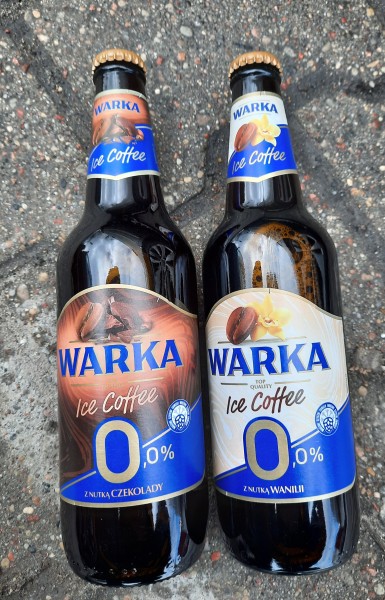 WARKA
Ice Coffee
WARKA
Ice Coffee
0,0%
Z NUTKĄ CZEKOLADY
WARKA
Ice Coffee
WARKA
TOP
QUALITY
Ice Coffee
0,0%
Z NUTKĄ WANILII